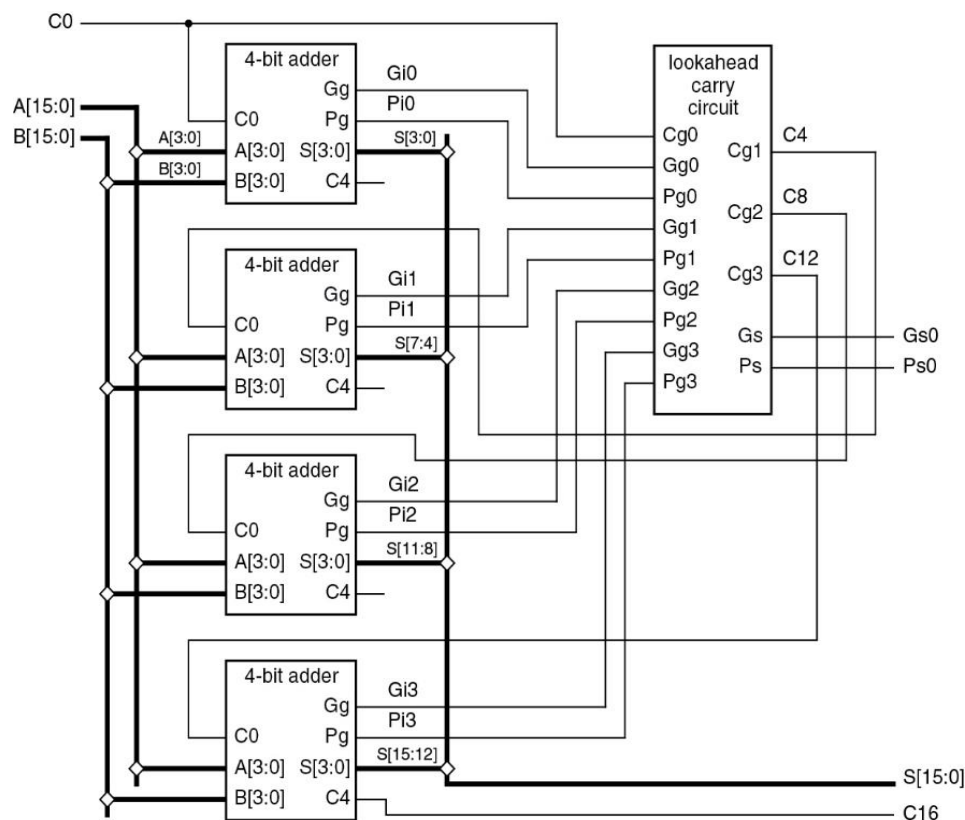 C0
A[15:0]
B[15:0]
4-bit adder
Gg
C0
Pg
A[3:0]
S[3:0]
B[3:0]
C4
A[3:0]
B[3:0]
Gi0
Pi0
S[3:0]
4-bit adder
Gg
C0
Pg
A[3:0]
S[3:0]
B[3:0]
C4
Gi1
Pi1
S[7:4]
4-bit adder
Gg
C0
Pg
A[3:0]
S[3:0]
B[3:0]
C4
Gi2
Pi2
S[11:8]
4-bit adder
Gg
C0
Pg
A[3:0]
S[3:0]
B[3:0]
C4
Gi3
Pi3
S[15:12]
lookahead
carry
circuit
Cg0
Gg0
Pg0
Gg1
Pg1
Gg2
Pg2
Gg3
Pg3
Cg1
Cg2
Cg3
Gs
Ps
C4
C8
C12
Gs0
Ps0
S[15:0]
C16